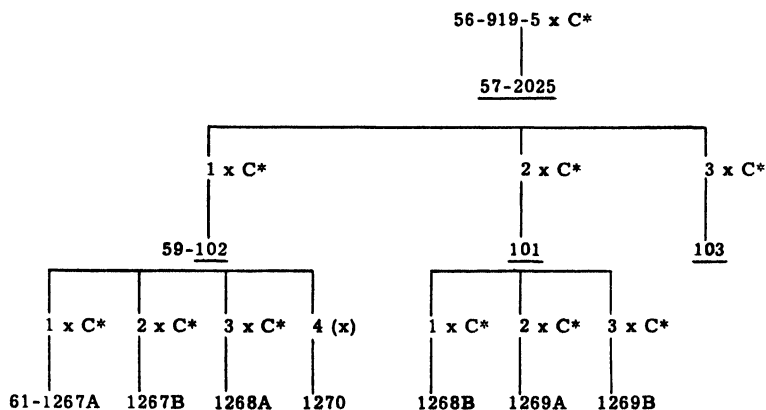 56-919-5 x C*
57-2025
1 x C* 2 x C* 3 x C*
59-102 101 103
1 x C* 2 x C* 3 x C* 4 (x) 1 x C* 2 x C* 3 x C*
61-1267A 1267B 1268A 1270 1268B 1269A 1269B